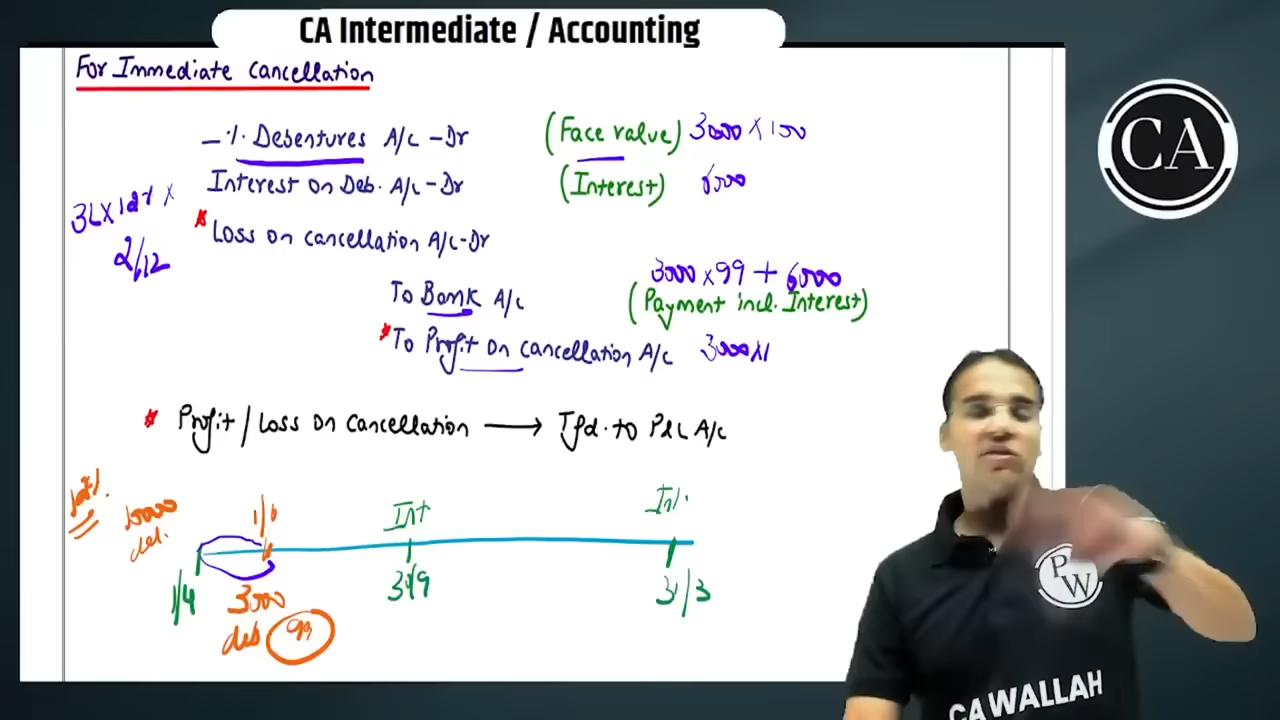 CA Intermediate / Accounting
For Immediate Cancellation
–%. Debentures A/c –Dr (Face value) 3000 × 100
Interest on Deb. A/c –Dr (Interest) 6000
3L × 12% ×
2/12
* Loss on cancellation A/c-Dr
3000 × 99 + 6000
To Bank A/c (Payment incl. Interest)
* To Profit on cancellation A/c 3000×1
* Profit / Loss on Cancellation → Tfd. to P&L A/c
10000
deb.
1/6
Int
Int.
1/4
3000
deb 99
30/9
31/3
CA
PW
CA WALLAH